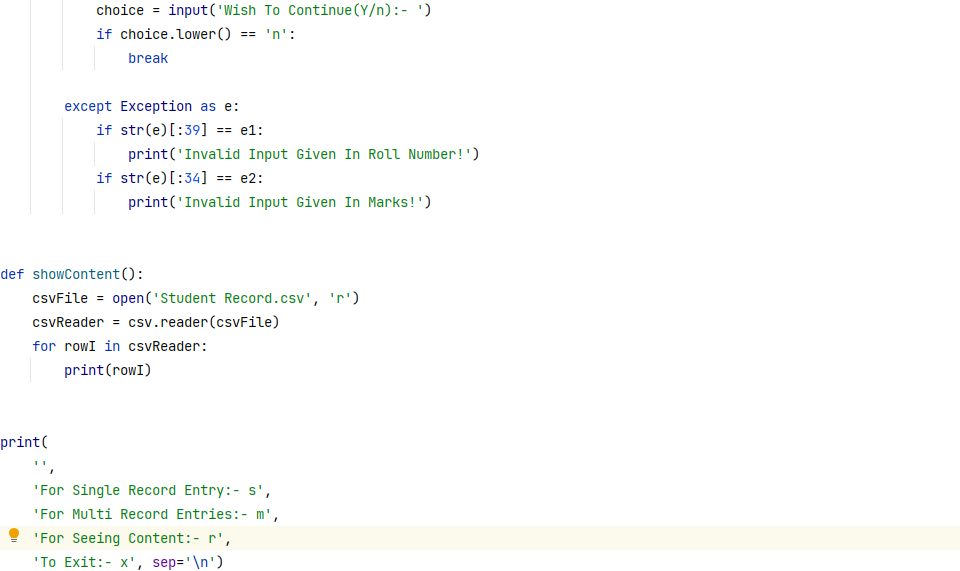 choice = input('Wish To Continue(Y/n):- ')
if choice.lower() == 'n':
break
except Exception as e:
if str(e)[:39] == e1:
print('Invalid Input Given In Roll Number!')
if str(e)[:34] == e2:
print('Invalid Input Given In Marks!')
def showContent():
csvFile = open('Student Record.csv', 'r')
csvReader = csv.reader(csvFile)
for rowI in csvReader:
print(rowI)
print(
'',
'For Single Record Entry:- s',
'For Multi Record Entries:- m',
'For Seeing Content:- r',
'To Exit:- x', sep='\n')